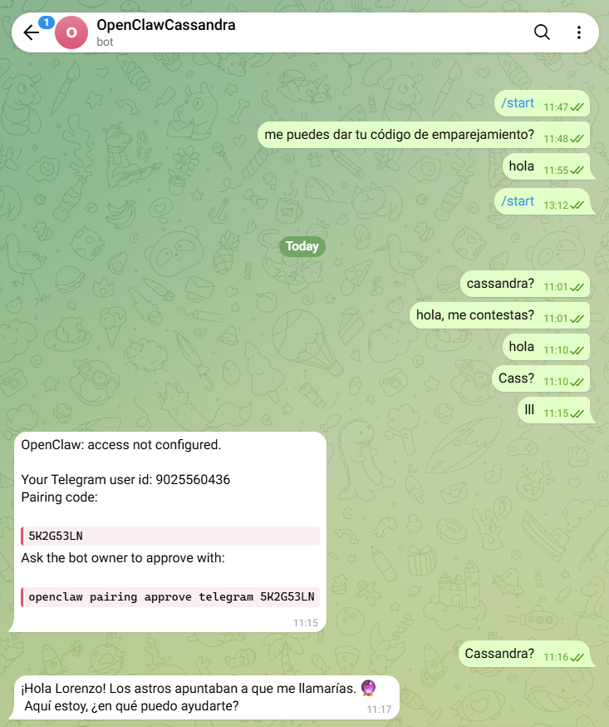 1
O
OpenClawCassandra
bot
/start 11:47
me puedes dar tu código de emparejamiento? 11:48
hola 11:55
/start 13:12
Today
cassandra? 11:01
hola, me contestas? 11:01
hola 11:10
Cass? 11:10
lll 11:15
OpenClaw: access not configured.
Your Telegram user id: 9025560436
Pairing code:
5K2G53LN
Ask the bot owner to approve with:
openclaw pairing approve telegram 5K2G53LN
11:15
Cassandra? 11:16
¡Hola Lorenzo! Los astros apuntaban a que me llamarías. 🔮
Aquí estoy, ¿en qué puedo ayudarte? 11:17